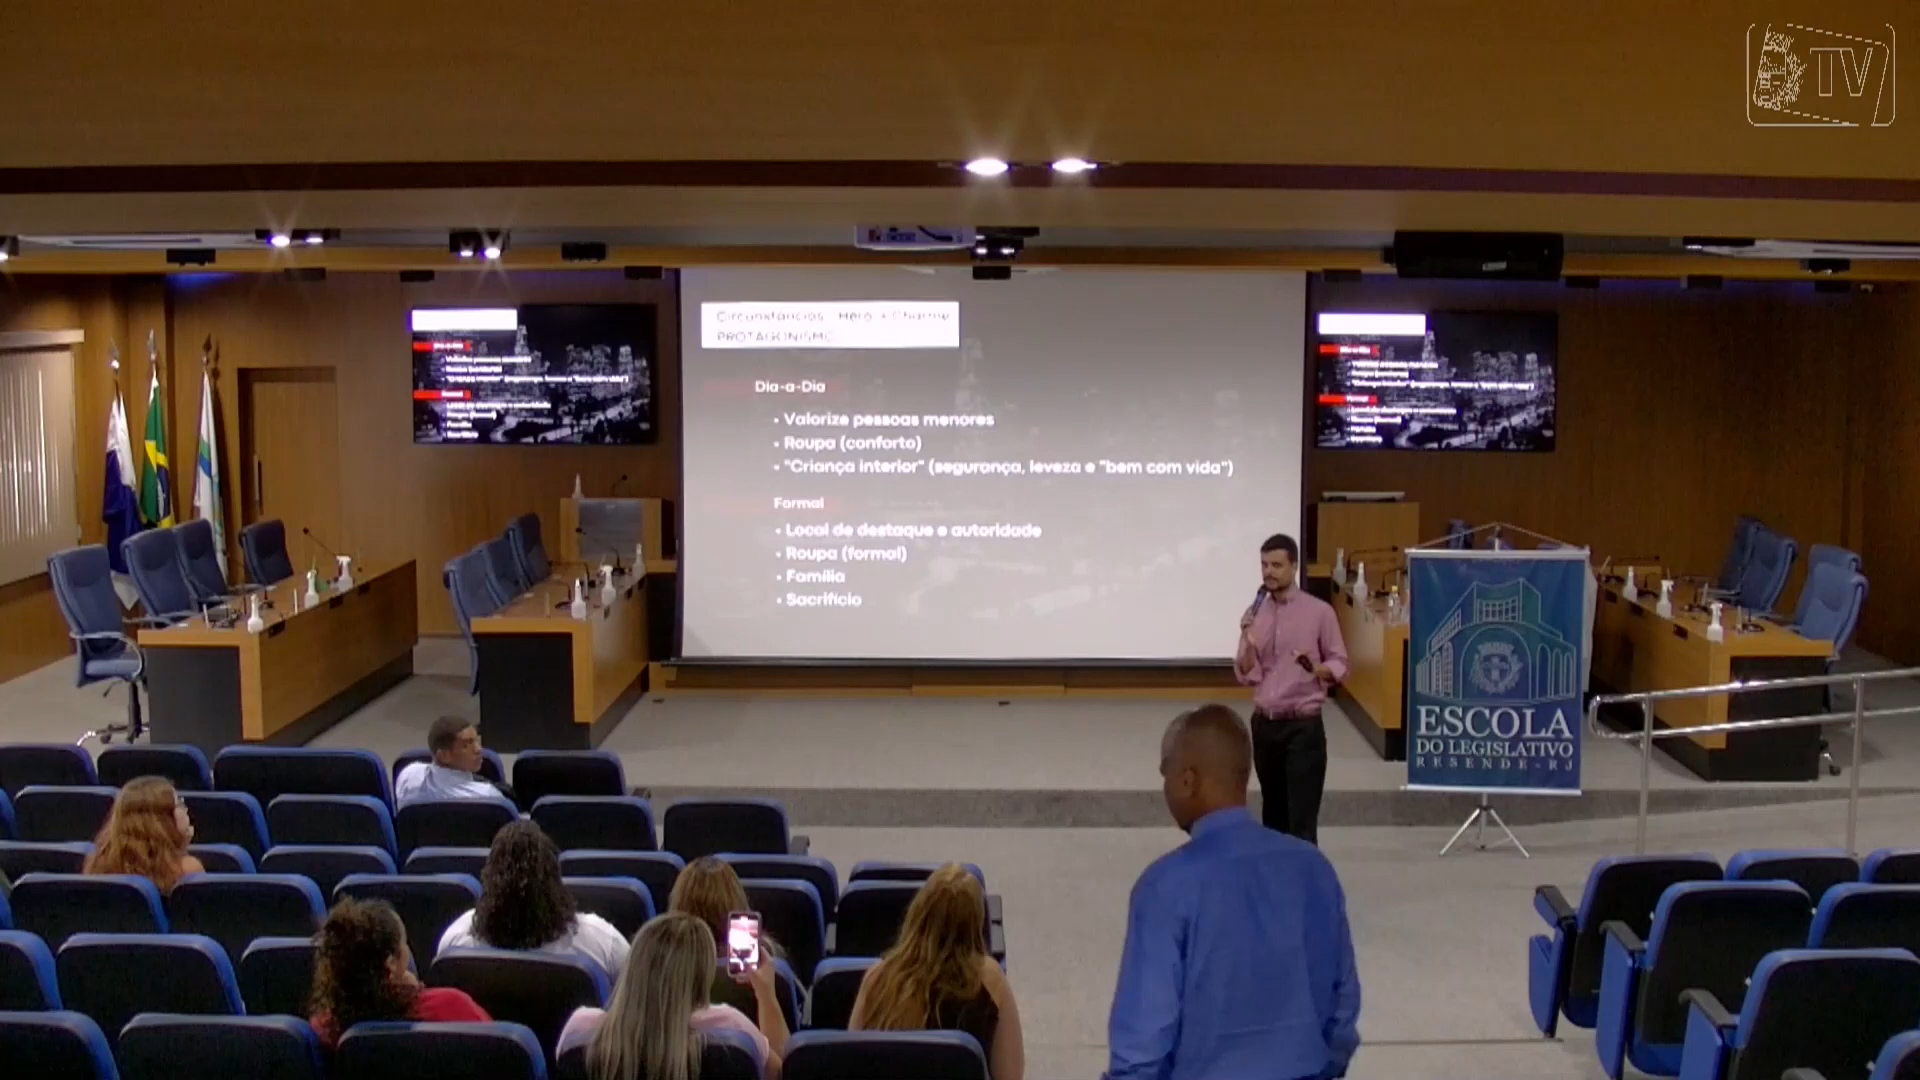 TV
Circunstâncias: Herói + Charme
PROTAGONISMO
Dia-a-Dia
• Valorize pessoas menores
• Roupa (conforto)
• "Criança interior" (segurança, leveza e "bem com vida")
Formal
• Local de destaque e autoridade
• Roupa (formal)
• Família
• Sacrifício
ESCOLA
DO LEGISLATIVO
RESENDE-RJ